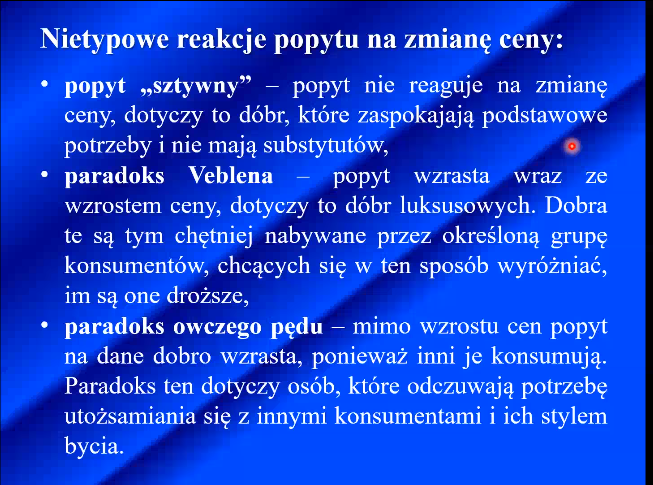 Nietypowe reakcje popytu na zmianę ceny:
• popyt „sztywny” – popyt nie reaguje na zmianę
ceny, dotyczy to dóbr, które zaspokajają podstawowe
potrzeby i nie mają substytutów,
• paradoks Veblena – popyt wzrasta wraz ze
wzrostem ceny, dotyczy to dóbr luksusowych. Dobra
te są tym chętniej nabywane przez określoną grupę
konsumentów, chcących się w ten sposób wyróżniać,
im są one droższe,
• paradoks owczego pędu – mimo wzrostu cen popyt
na dane dobro wzrasta, ponieważ inni je konsumują.
Paradoks ten dotyczy osób, które odczuwają potrzebę
utożsamiania się z innymi konsumentami i ich stylem
bycia.